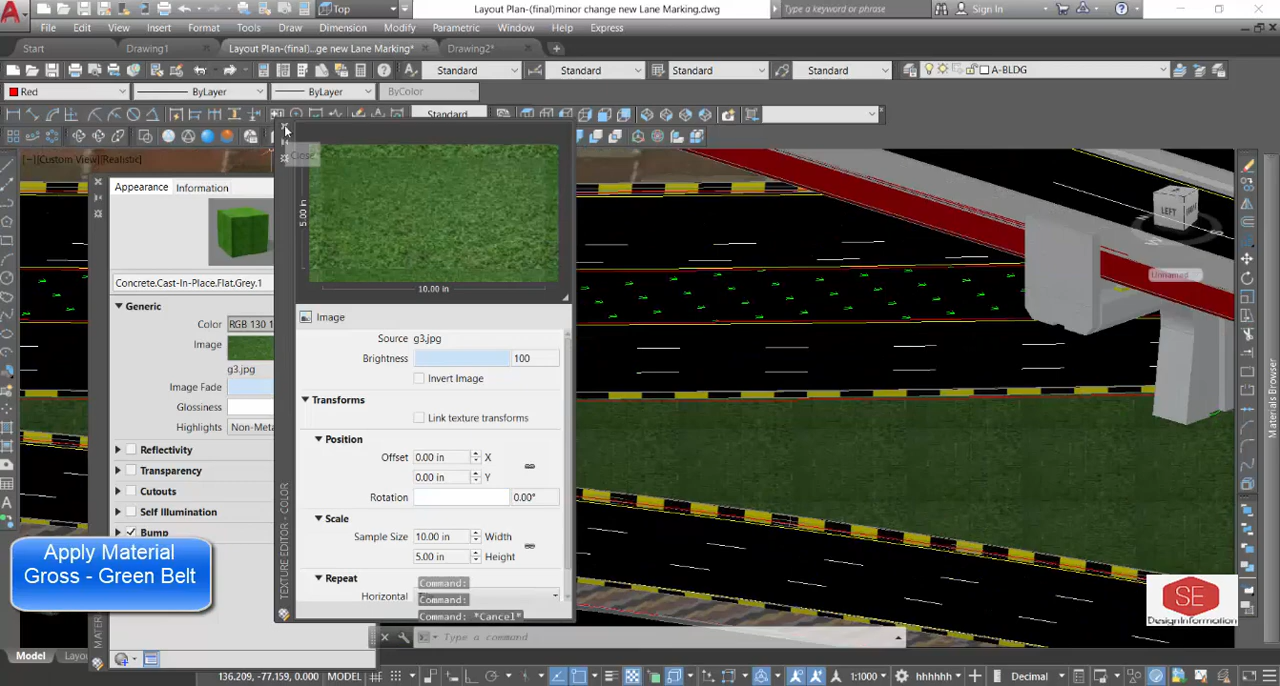 Top
Layout Plan-(final)minor change new Lane Marking.dwg
Type a keyword or phrase
Sign In
File Edit View Insert Format Tools Draw Dimension Modify Parametric Window Help Express
Start Drawing1 Layout Plan-(final)...ge new Lane Marking* Drawing2*
Standard Standard Standard Standard A-BLDG
Red ByLayer ByLayer ByColor
Standard
[−][Custom View][Realistic]
Close
Appearance Information
LEFT
Unnamed
5.00 in
10.00 in
Concrete.Cast-In-Place.Flat.Grey.1
Generic
Color RGB 130 1
Image
g3.jpg
Image Fade
Glossiness
Highlights Non-Me
Reflectivity
Transparency
Cutouts
Self Illumination
Bump
Image
Source g3.jpg
Brightness 100
Invert Image
Transforms
Link texture transforms
Position
Offset 0.00 in X
0.00 in Y
Rotation 0.00°
Scale
Sample Size 10.00 in Width
5.00 in Height
Repeat
Horizontal
TEXTURE EDITOR - COLOR
Materials Browser
Command:
Command:
Command: *Cancel*
Type a command
Apply Material
Gross - Green Belt
SE
DesignInformation
Model Layou
136.209, -77.159, 0.000 MODEL 1:1000 hhhhhh Decimal